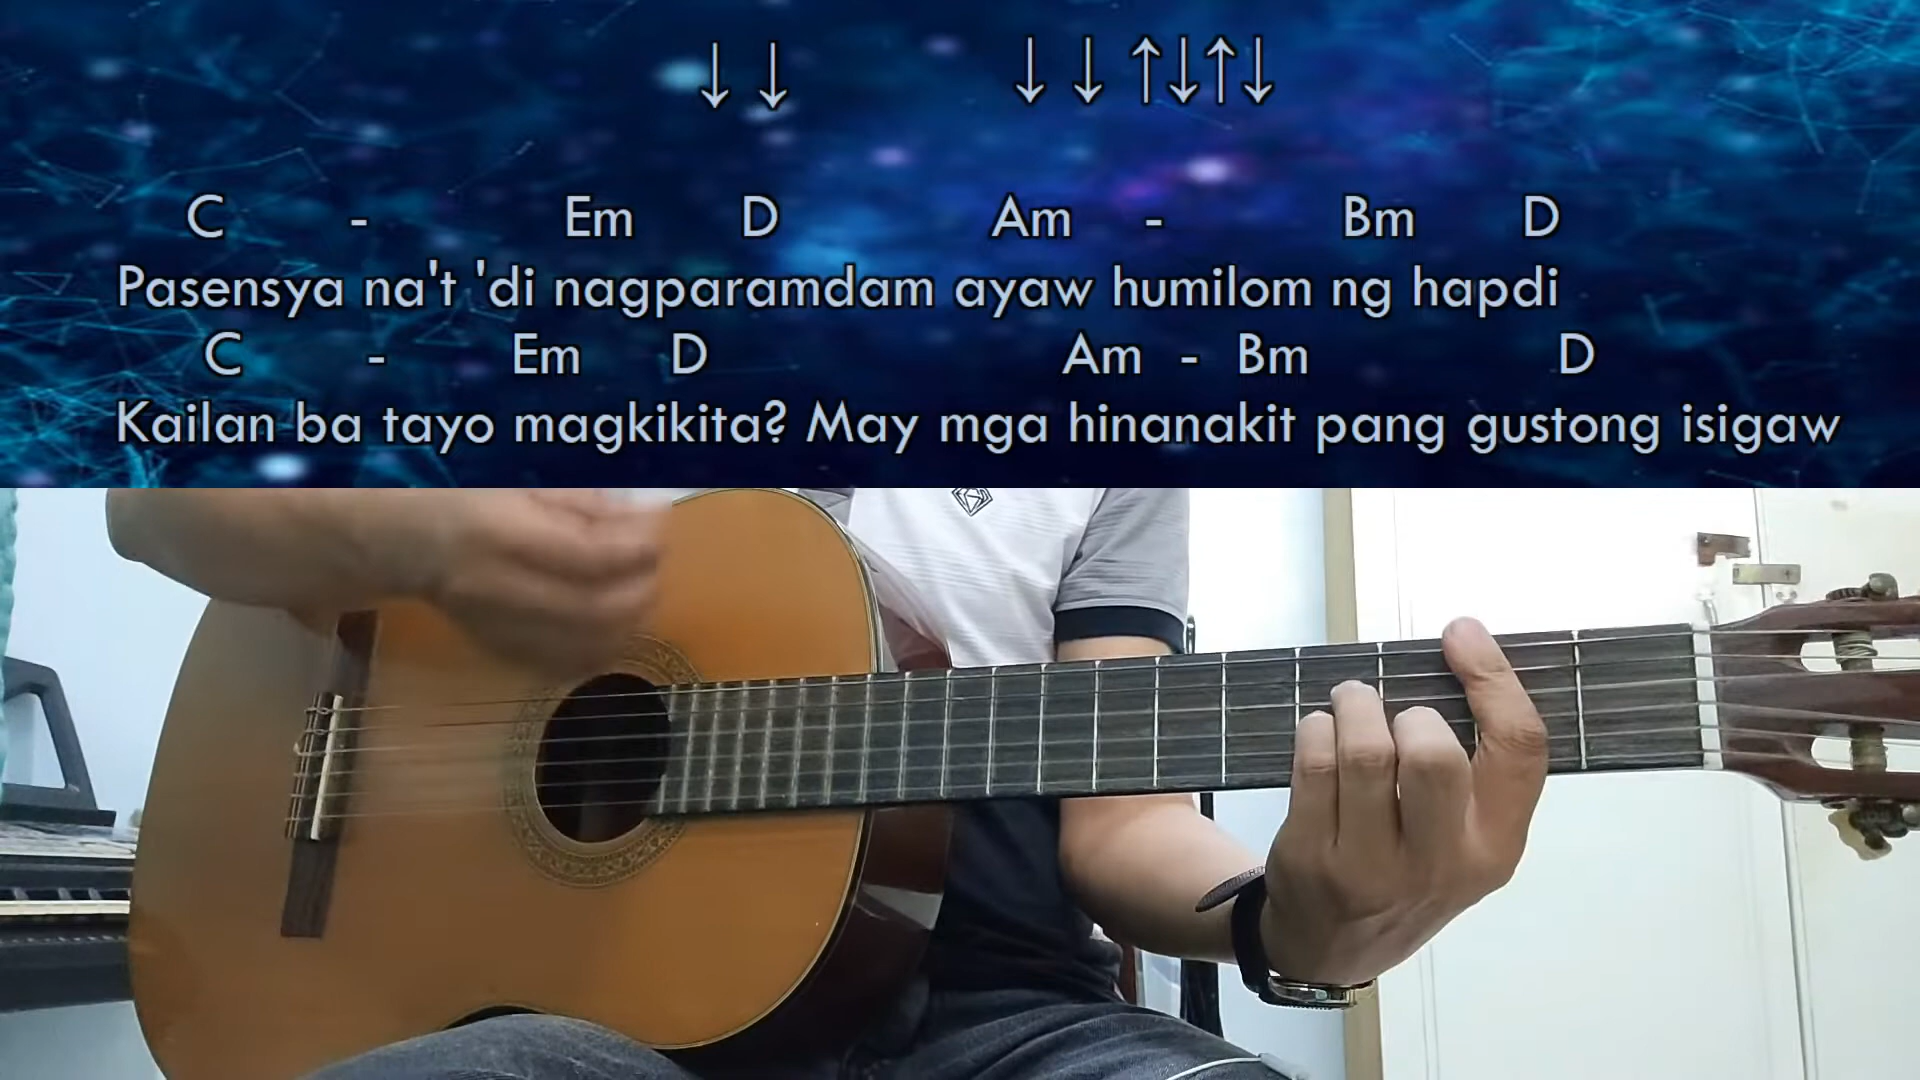 ↓ ↓ ↓ ↓ ↑↓↑↓
C - Em D Am - Bm D
Pasensya na't 'di nagparamdam ayaw humilom ng hapdi
C - Em D Am - Bm D
Kailan ba tayo magkikita? May mga hinanakit pang gustong isigaw